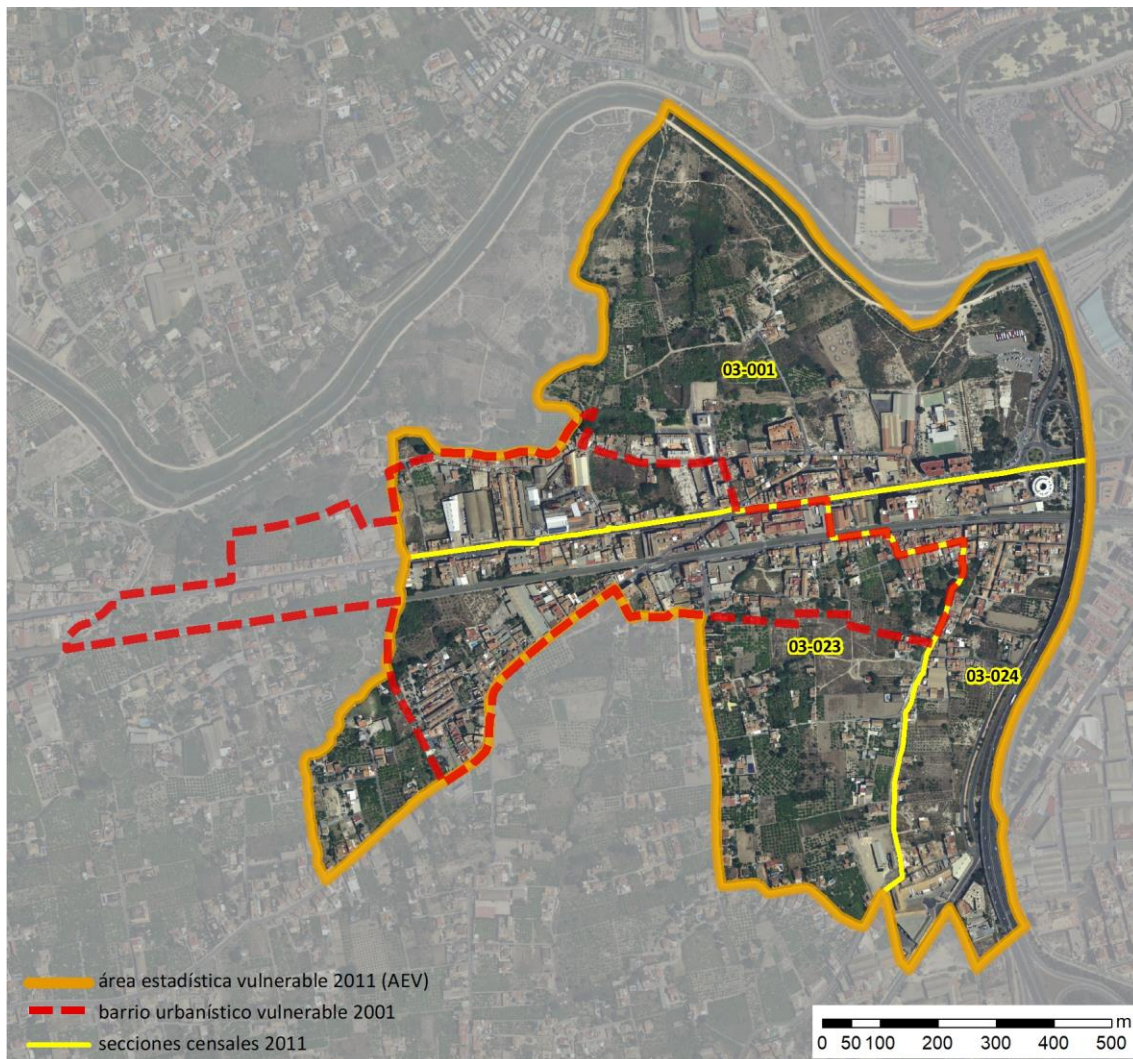 03-001
03-023
03-024
área estadística vulnerable 2011 (AEV)
barrio urbanístico vulnerable 2001
secciones censales 2011
m
0 50 100 200 300 400 500